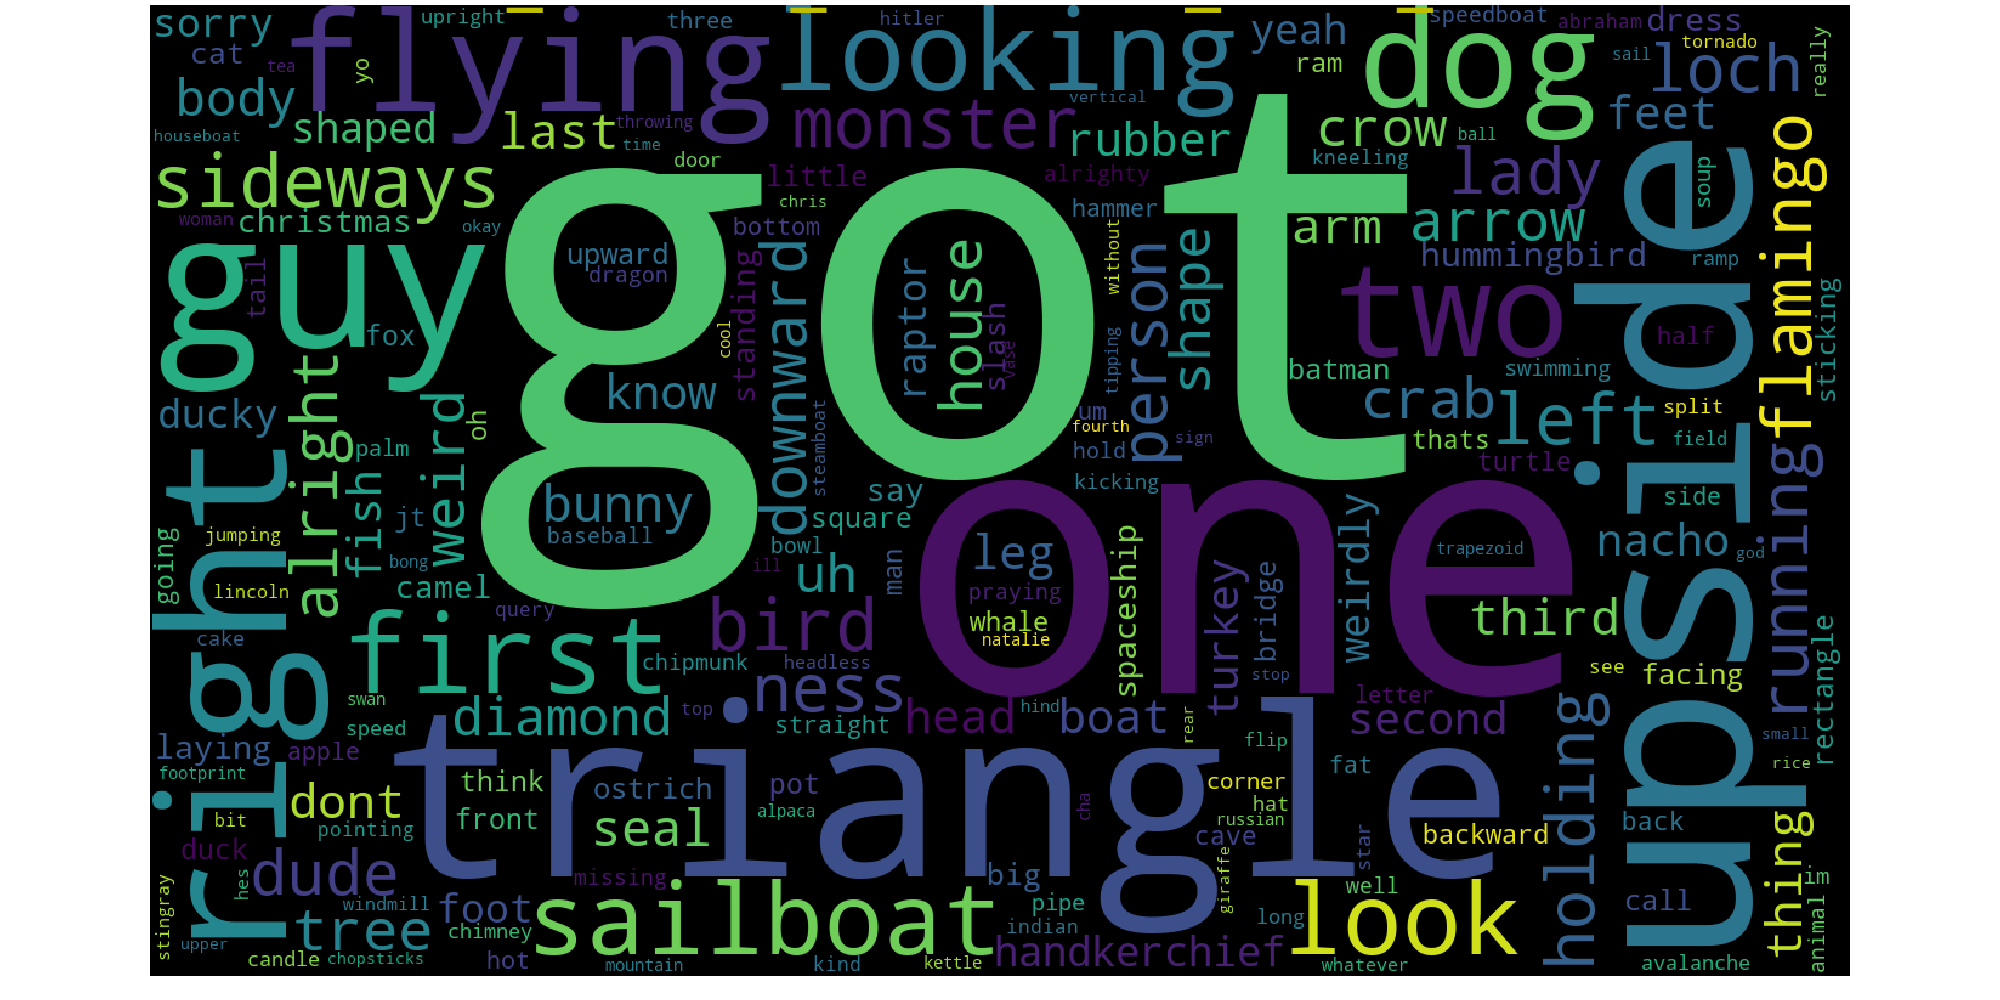 sorry
cat
tea
yo
flying
upright
three
hitler
looking
yeah
ram
dog
speedboat
abraham
dress
tornado
sail
really
loch
body
houseboat
shaped
last
throwing
time
door
monster
vertical
rubber
crow
ball
kneeling
feet
lady
soup
flamingo
sideways
woman
christmas
okay
little
chris
alrighty
hammer
bottom
without
arm
arrow
hummingbird
ramp
sticking
guy
tail
fox
got
upward
dragon
cool
standing
downward
raptor
house
slash
vase
tipping
person
shape
two
batman
swimming
half
upside
ducky
alright
palm
fish
jt
weird
oh
know
steamboat
um
fourth
hold
sign
kicking
crab
thats
left
split
field
turtle
side
running
right
going
jumping
lincoln
cake
bong
camel
query
bunny
baseball
say
square
bowl
ill
uh
man
one
leg
praying
whale
natalie
spaceship
turkey
bridge
stop
weirdly
trapezoid
nacho
god
third
see
facing
rectangle
first
swan
speed
chipmunk
bird
headless
ness
diamond
top
straight
head
hind
boat
rear
letter
second
flip
small
rice
laying
footprint
apple
dont
bit
pointing
duck
hes
think
front
triangle
ostrich
seal
pot
alpaca
cha
corner
hat
russian
cave
fat
star
backward
holding
back
thing
stingray
upper
dude
windmill
tree
candle
chopsticks
foot
chimney
hot
missing
sailboat
mountain
kind
big
pipe
indian
kettle
handkerchief
giraffe
long
well
look
whatever
call
avalanche
im
animal